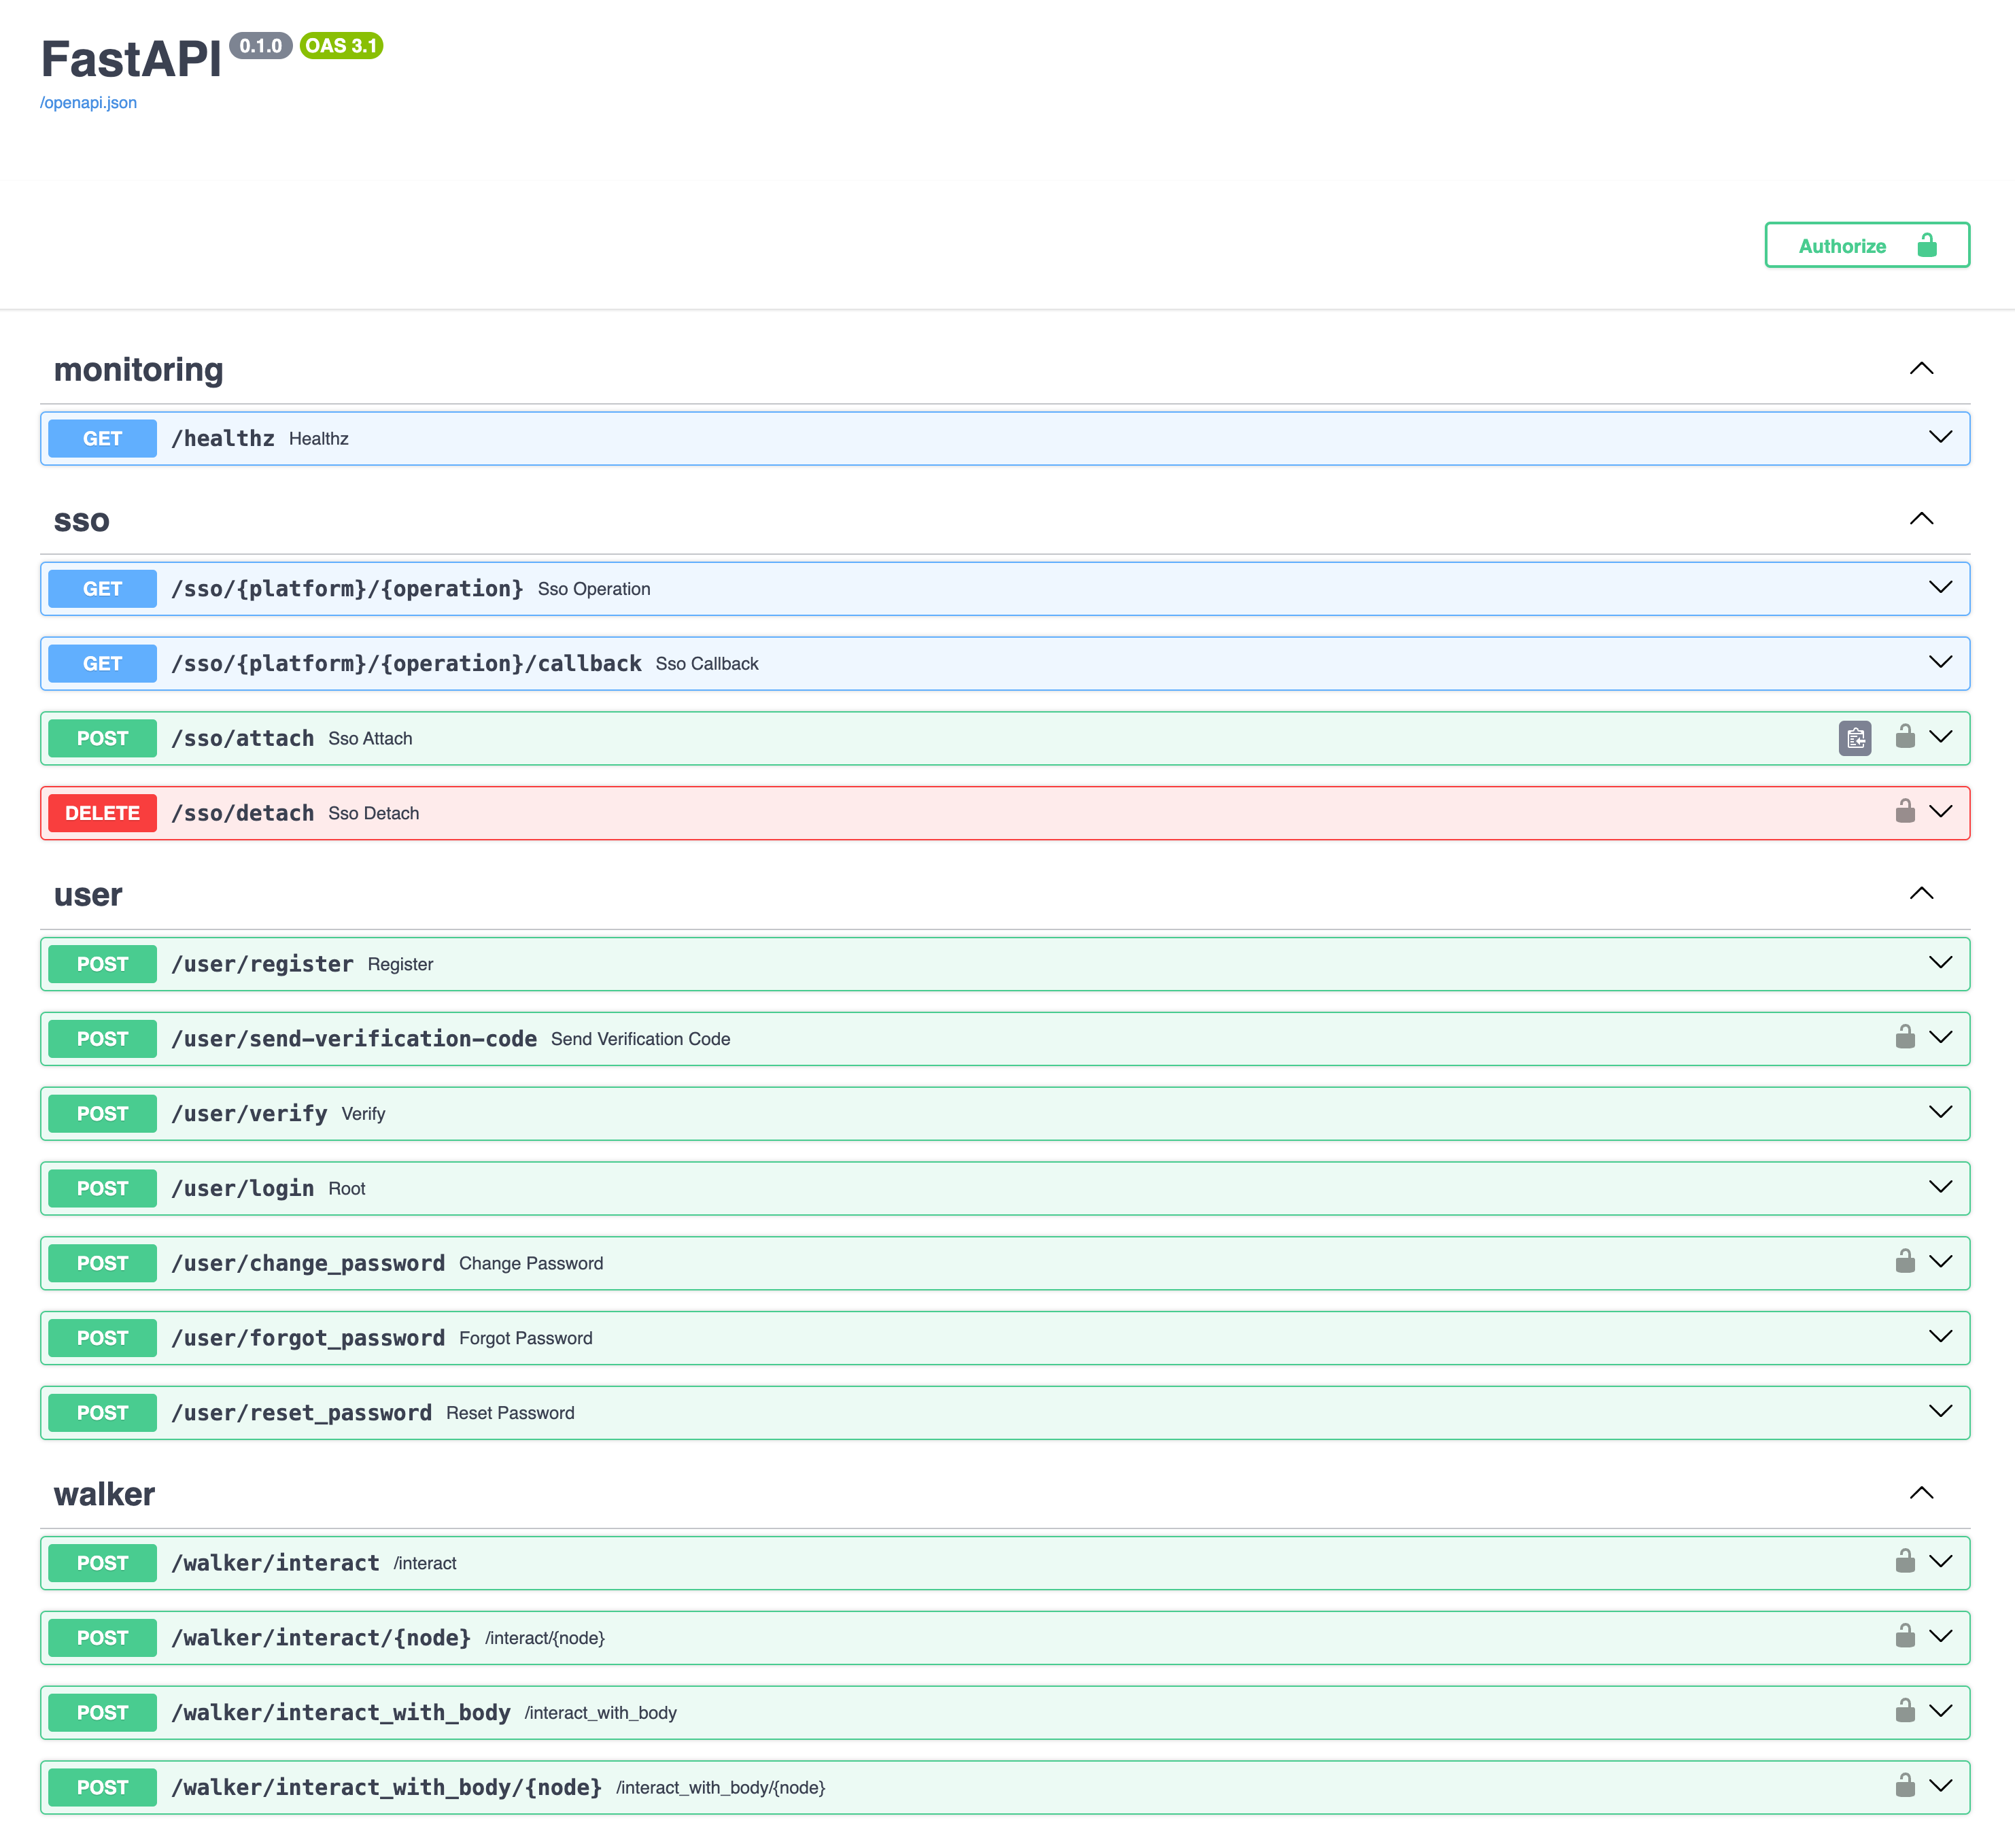 FastAPI 0.1.0 OAS 3.1
/openapi.json
Authorize
monitoring
GET /healthz Healthz
sso
GET /sso/{platform}/{operation} Sso Operation
GET /sso/{platform}/{operation}/callback Sso Callback
POST /sso/attach Sso Attach
DELETE /sso/detach Sso Detach
user
POST /user/register Register
POST /user/send-verification-code Send Verification Code
POST /user/verify Verify
POST /user/login Root
POST /user/change_password Change Password
POST /user/forgot_password Forgot Password
POST /user/reset_password Reset Password
walker
POST /walker/interact /interact
POST /walker/interact/{node} /interact/{node}
POST /walker/interact_with_body /interact_with_body
POST /walker/interact_with_body/{node} /interact_with_body/{node}